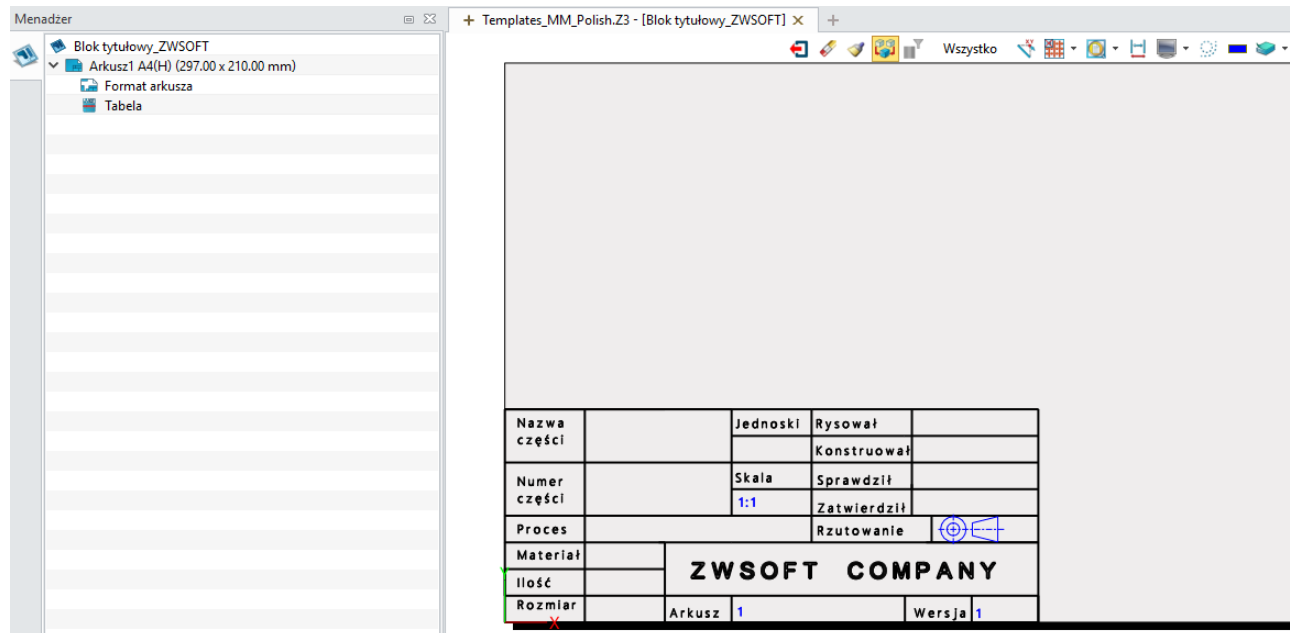 Menadżer
+ Templates_MM_Polish.Z3 - [Blok tytułowy_ZWSOFT]
Blok tytułowy_ZWSOFT
Wszystko
Arkusz1 A4(H) (297.00 x 210.00 mm)
Format arkusza
Tabela
Nazwa części
Jednoski
Rysował
Konstruował
Numer części
Skala
1:1
Sprawdził
Zatwierdził
Proces
Rzutowanie
Materiał
Ilość
ZWSOFT COMPANY
Rozmiar
Arkusz 1
Wersja 1
Y
X